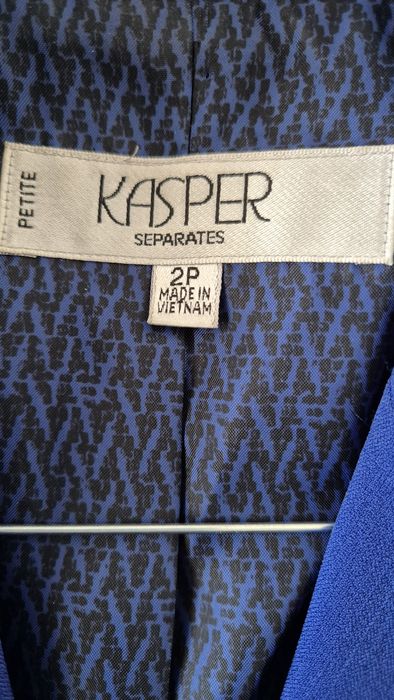 PETITE
KASPER
SEPARATES
2P
MADE IN
VIETNAM